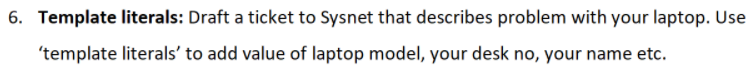 6. Template literals: Draft a ticket to Sysnet that describes problem with your laptop. Use
‘template literals’ to add value of laptop model, your desk no, your name etc.